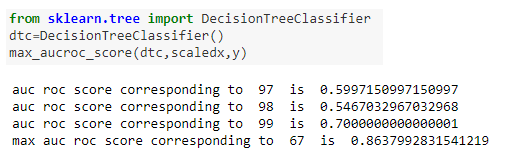 from sklearn.tree import DecisionTreeClassifier
dtc=DecisionTreeClassifier()
max_aucroc_score(dtc,scaledx,y)
auc roc score corresponding to  97  is  0.5997150997150997
auc roc score corresponding to  98  is  0.5467032967032968
auc roc score corresponding to  99  is  0.7000000000000001
max auc roc score corresponding to  67  is  0.8637992831541219